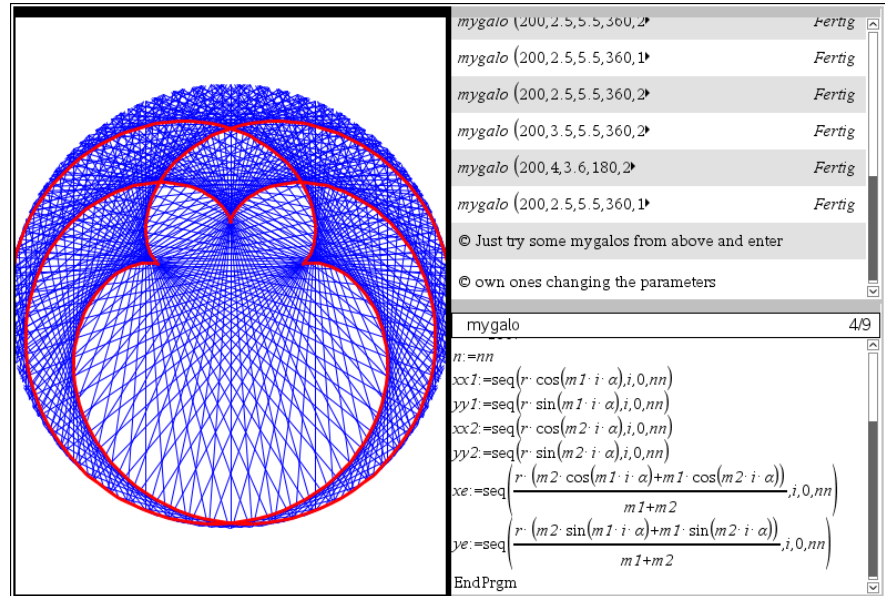 mygalo (200,2.5,5.5,360,2▸ Fertig
mygalo (200,2.5,5.5,360,1▸ Fertig
mygalo (200,2.5,5.5,360,2▸ Fertig
mygalo (200,3.5,5.5,360,2▸ Fertig
mygalo (200,4,3.6,180,2▸ Fertig
mygalo (200,2.5,5.5,360,1▸ Fertig
© Just try some mygalos from above and enter
© own ones changing the parameters
mygalo 4/9
n:=nn
xx1:=seq(r· cos(m1· i· α),i,0,nn)
yy1:=seq(r· sin(m1· i· α),i,0,nn)
xx2:=seq(r· cos(m2· i· α),i,0,nn)
yy2:=seq(r· sin(m2· i· α),i,0,nn)
xe:=seq(r· (m2· cos(m1· i· α)+m1· cos(m2· i· α))/m1+m2,i,0,nn)
ye:=seq(r· (m2· sin(m1· i· α)+m1· sin(m2· i· α))/m1+m2,i,0,nn)
EndPrgm